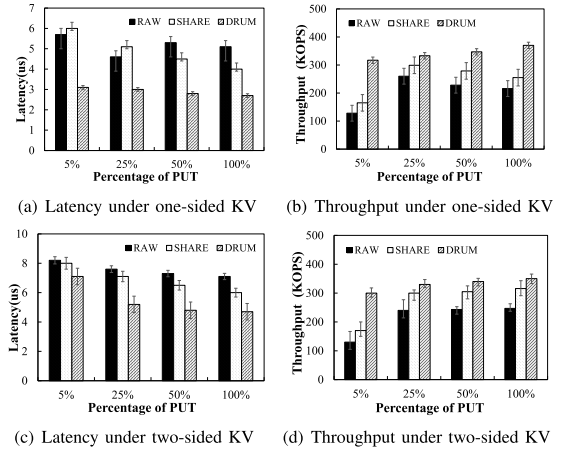 7
6
5
4
3
2
1
0
Latency(us)
RAW SHARE DRUM
5% 25% 50% 100%
Percentage of PUT
(a) Latency under one-sided KV
500
400
300
200
100
0
Throughput (KOPS)
RAW SHARE DRUM
5% 25% 50% 100%
Percentage of PUT
(b) Throughput under one-sided KV
10
8
6
4
2
0
Latency(us)
RAW SHARE DRUM
5% 25% 50% 100%
Percentage of PUT
(c) Latency under two-sided KV
500
400
300
200
100
0
Throughput (KOPS)
RAW SHARE DRUM
5% 25% 50% 100%
Percentage of PUT
(d) Throughput under two-sided KV